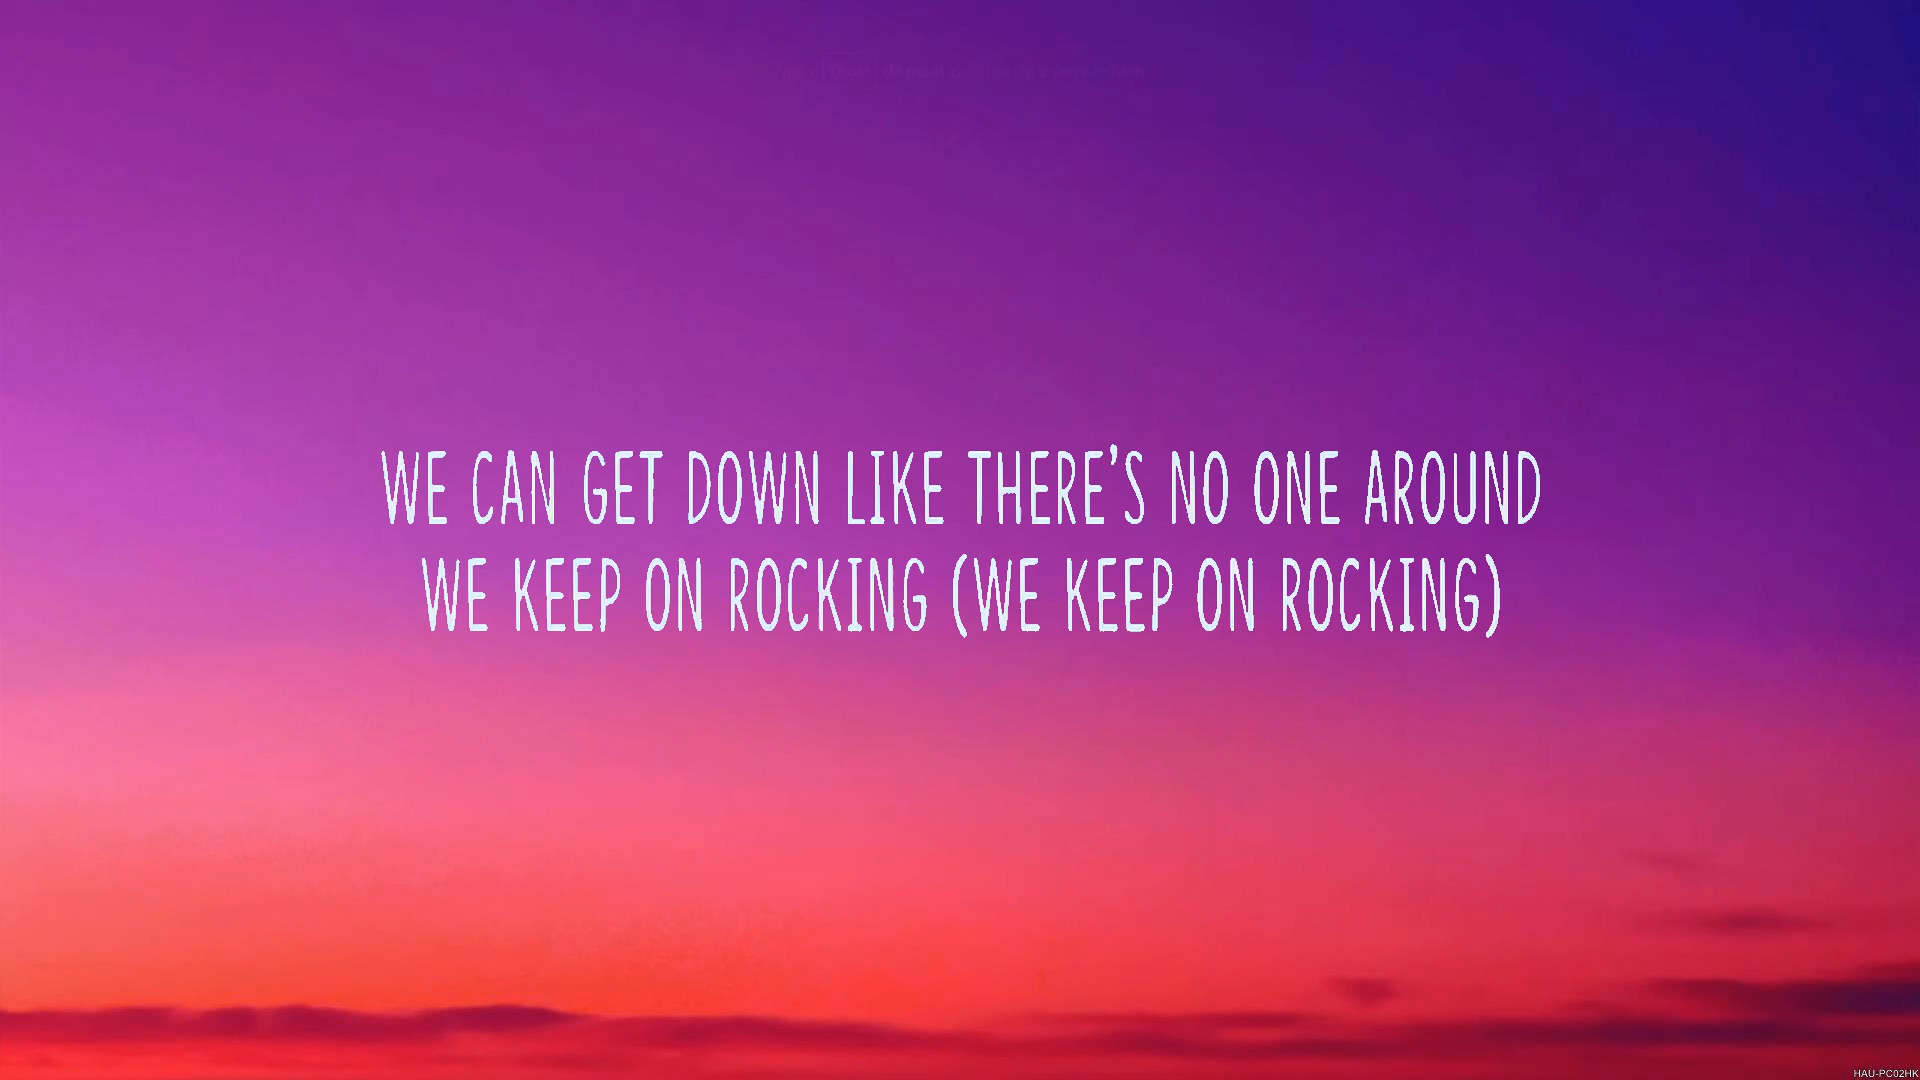 WE CAN GET DOWN LIKE THERE'S NO ONE AROUND
WE KEEP ON ROCKING (WE KEEP ON ROCKING)
HAU-PC02HK